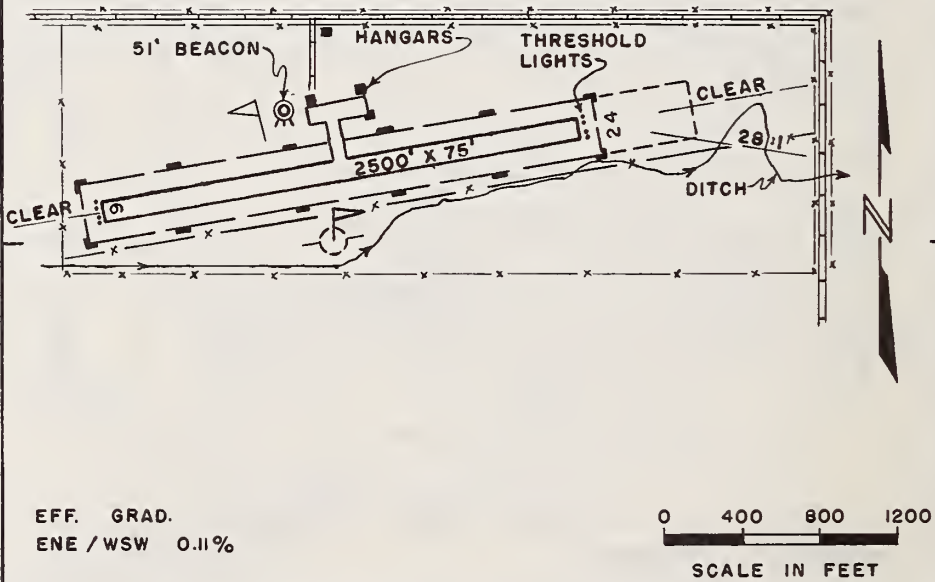 51' BEACON
HANGARS
THRESHOLD
LIGHTS
CLEAR
24
28:1
2500' X 75'
DITCH
CLEAR
6
N
EFF. GRAD.
ENE / WSW 0.11%
0 400 800 1200
SCALE IN FEET